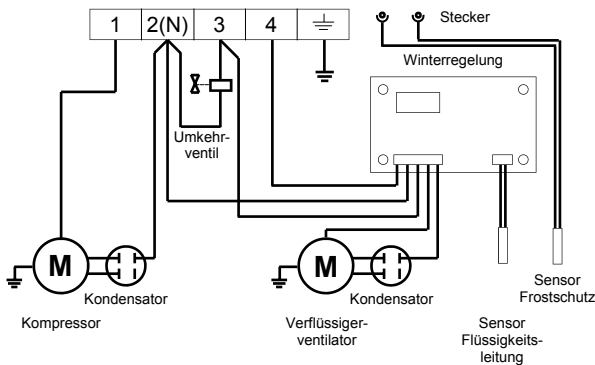 1 2(N) 3 4
Stecker
Winterregelung
Umkehr-
ventil
M
Kondensator
Kompressor
M
Kondensator
Verflüssiger-
ventilator
Sensor
Flüssigkeits-
leitung
Sensor
Frostschutz